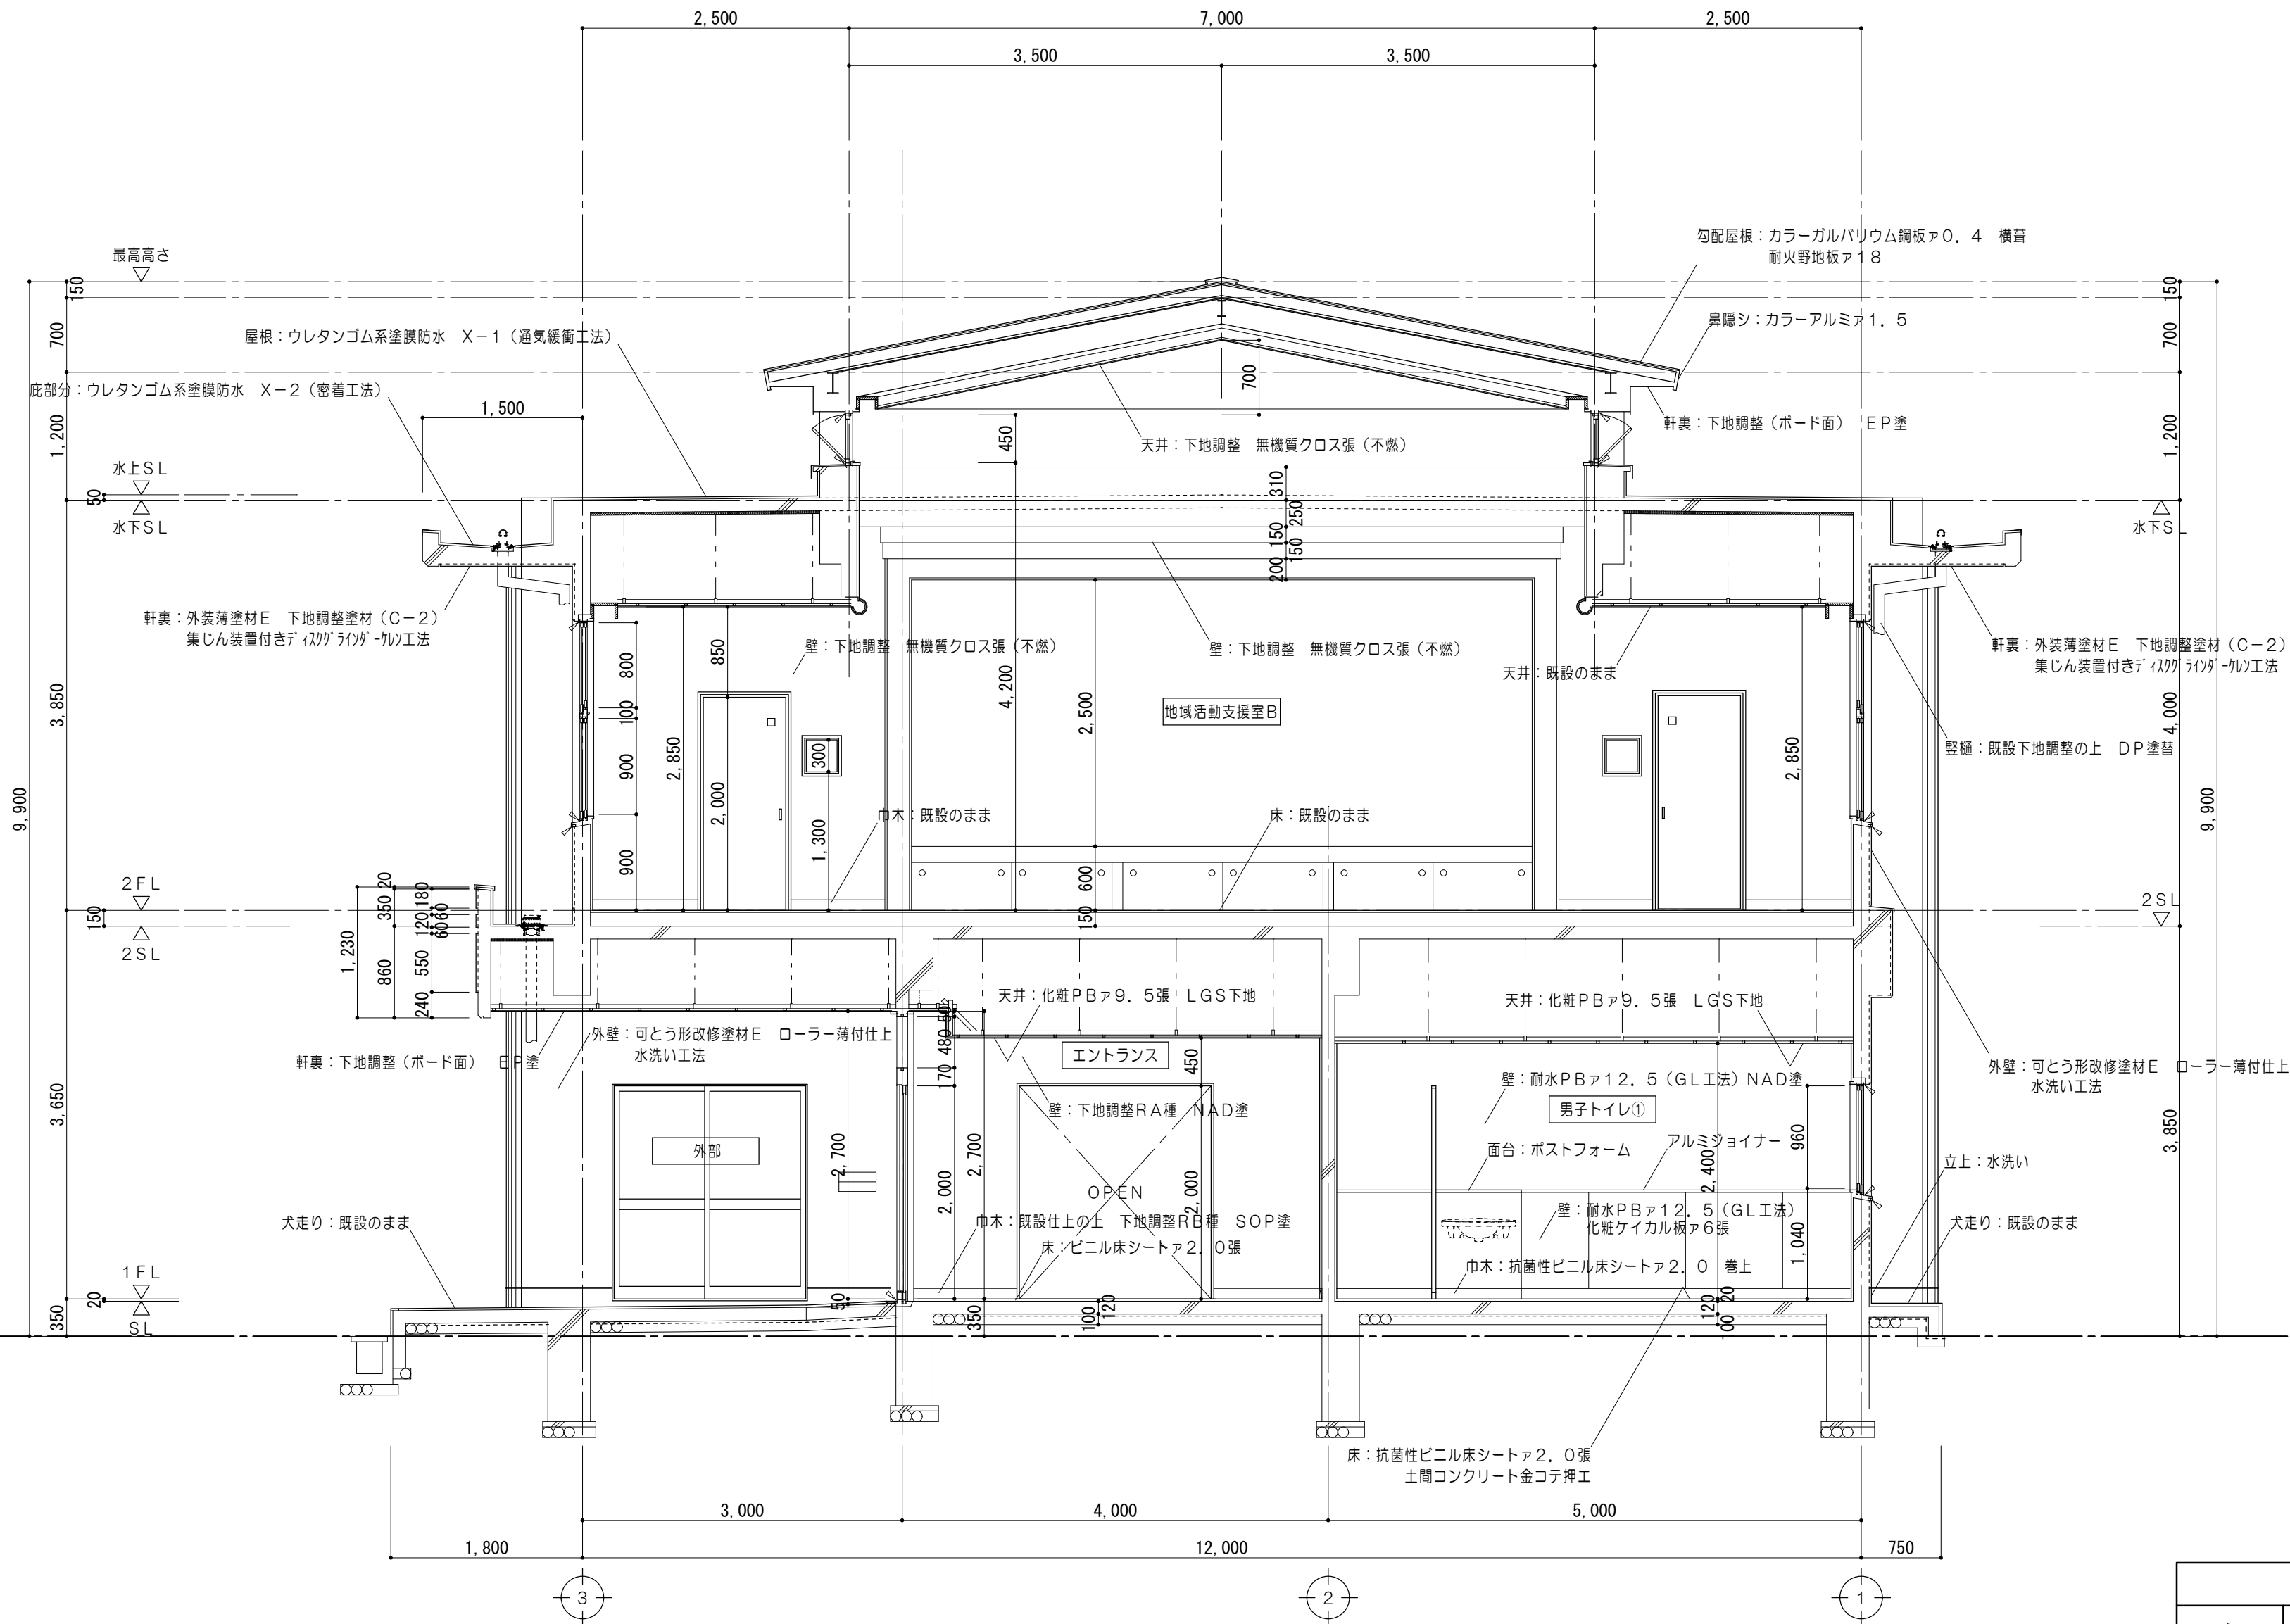 2,500
7,000
2,500
3,500
3,500
勾配屋根：カラーガルバリウム鋼板ァ０．４　横葺
耐火野地板ァ１８
最高高さ
150
150
鼻隠シ：カラーアルミァ１．５
屋根：ウレタンゴム系塗膜防水　Ｘ－１（通気緩衝工法）
700
700
700
庇部分：ウレタンゴム系塗膜防水　Ｘ－２（密着工法）
1,500
軒裏：下地調整（ボード面）　ＥＰ塗
1,200
450
天井：下地調整　無機質クロス張（不燃）
1,200
水上ＳＬ
50
水下ＳＬ
310
250
150
150
200
水下ＳＬ
軒裏：外装薄塗材Ｅ　下地調整塗材（Ｃ－２）
集じん装置付きﾃﾞｨｽｸｸﾞﾗｲﾝﾀﾞｰｹﾚﾝ工法
壁：下地調整　無機質クロス張（不燃）
壁：下地調整　無機質クロス張（不燃）
天井：既設のまま
軒裏：外装薄塗材Ｅ　下地調整塗材（Ｃ－２）
集じん装置付きﾃﾞｨｽｸｸﾞﾗｲﾝﾀﾞｰｹﾚﾝ工法
3,850
800
850
100
4,200
2,500
地域活動支援室Ｂ
4,000
竪樋：既設下地調整の上　ＤＰ塗替
900
2,850
2,000
300
2,850
9,900
9,900
巾木：既設のまま
床：既設のまま
1,300
900
600
２ＦＬ
150
２ＳＬ
20
350
180
120
60
60
1,230
860
550
240
150
２ＳＬ
天井：化粧ＰＢァ９．５張　ＬＧＳ下地
天井：化粧ＰＢァ９．５張　ＬＧＳ下地
外壁：可とう形改修塗材Ｅ　ローラー薄付仕上
水洗い工法
軒裏：下地調整（ボード面）　ＥＰ塗
50
480
170
エントランス
450
外壁：可とう形改修塗材Ｅ　ローラー薄付仕上
水洗い工法
壁：耐水ＰＢァ１２．５（ＧＬ工法）ＮＡＤ塗
壁：下地調整ＲＡ種　ＮＡＤ塗
男子トイレ①
3,650
外部
2,700
2,700
2,000
面台：ポストフォーム
アルミジョイナー
2,400
960
3,850
立上：水洗い
ＯＰＥＮ
2,000
犬走り：既設のまま
巾木：既設仕上の上　下地調整ＲＢ種　ＳＯＰ塗
床：ビニル床シートァ２．０張
壁：耐水ＰＢァ１２．５（ＧＬ工法）
化粧ケイカル板ァ６張
1,040
犬走り：既設のまま
巾木：抗菌性ビニル床シートァ２．０　巻上
１ＦＬ
20
ＳＬ
350
50
350
100
120
120
20
床：抗菌性ビニル床シートァ２．０張
土間コンクリート金コテ押エ
3,000
4,000
5,000
1,800
12,000
750
3
2
1